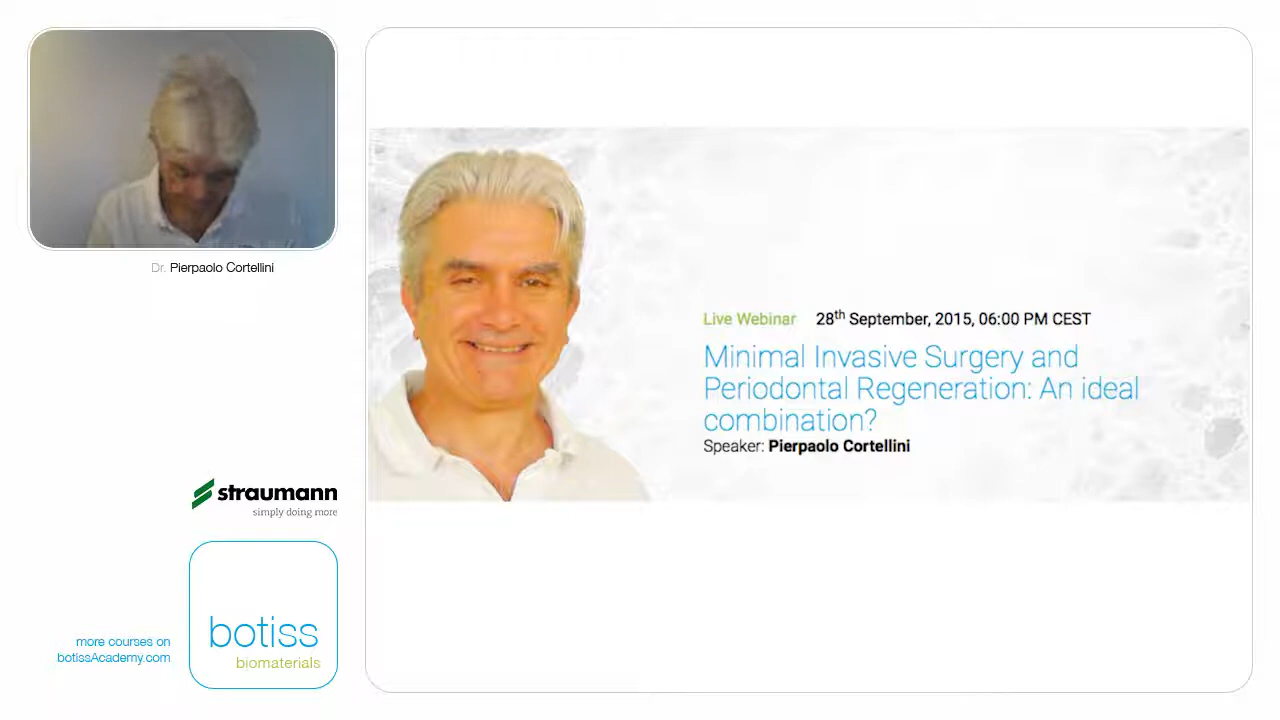 Dr. Pierpaolo Cortellini
Live Webinar 28th September, 2015, 06:00 PM CEST
Minimal Invasive Surgery and
Periodontal Regeneration: An ideal
combination?
Speaker: Pierpaolo Cortellini
straumann
simply doing more
botiss
biomaterials
more courses on
botissAcademy.com